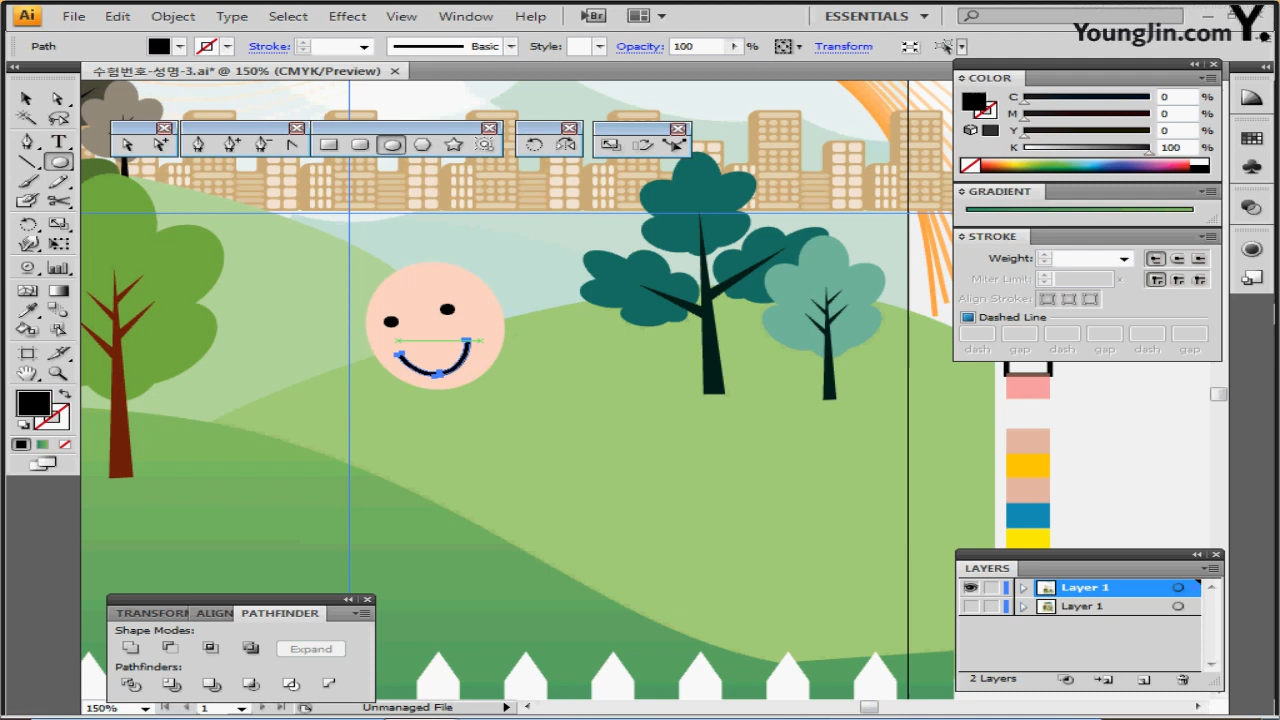 Ai File Edit Object Type Select Effect View Window Help Br ESSENTIALS Y.
YoungJin.com
Path Stroke: Basic Style: Opacity: 100 % Transform
수험번호-성명-3.ai* @ 150% (CMYK/Preview)
COLOR
C 0 %
M 0 %
Y 0 %
K 100 %
GRADIENT
STROKE
Weight:
Miter Limit: x
Align Stroke:
Dashed Line
dash gap dash gap dash gap
LAYERS
Layer 1
Layer 1
2 Layers
TRANSFORM ALIGN PATHFINDER
Shape Modes:
Expand
Pathfinders:
150% 1 Unmanaged File